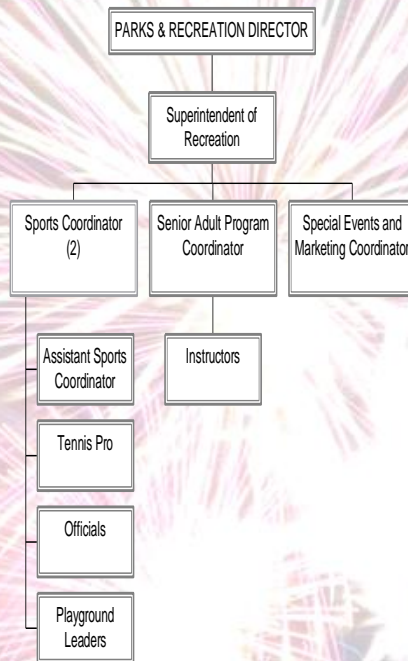 PARKS & RECREATION DIRECTOR
Superintendent of
Recreation
Sports Coordinator
(2)
Senior Adult Program
Coordinator
Special Events and
Marketing Coordinator
Assistant Sports
Coordinator
Instructors
Tennis Pro
Officials
Playground
Leaders